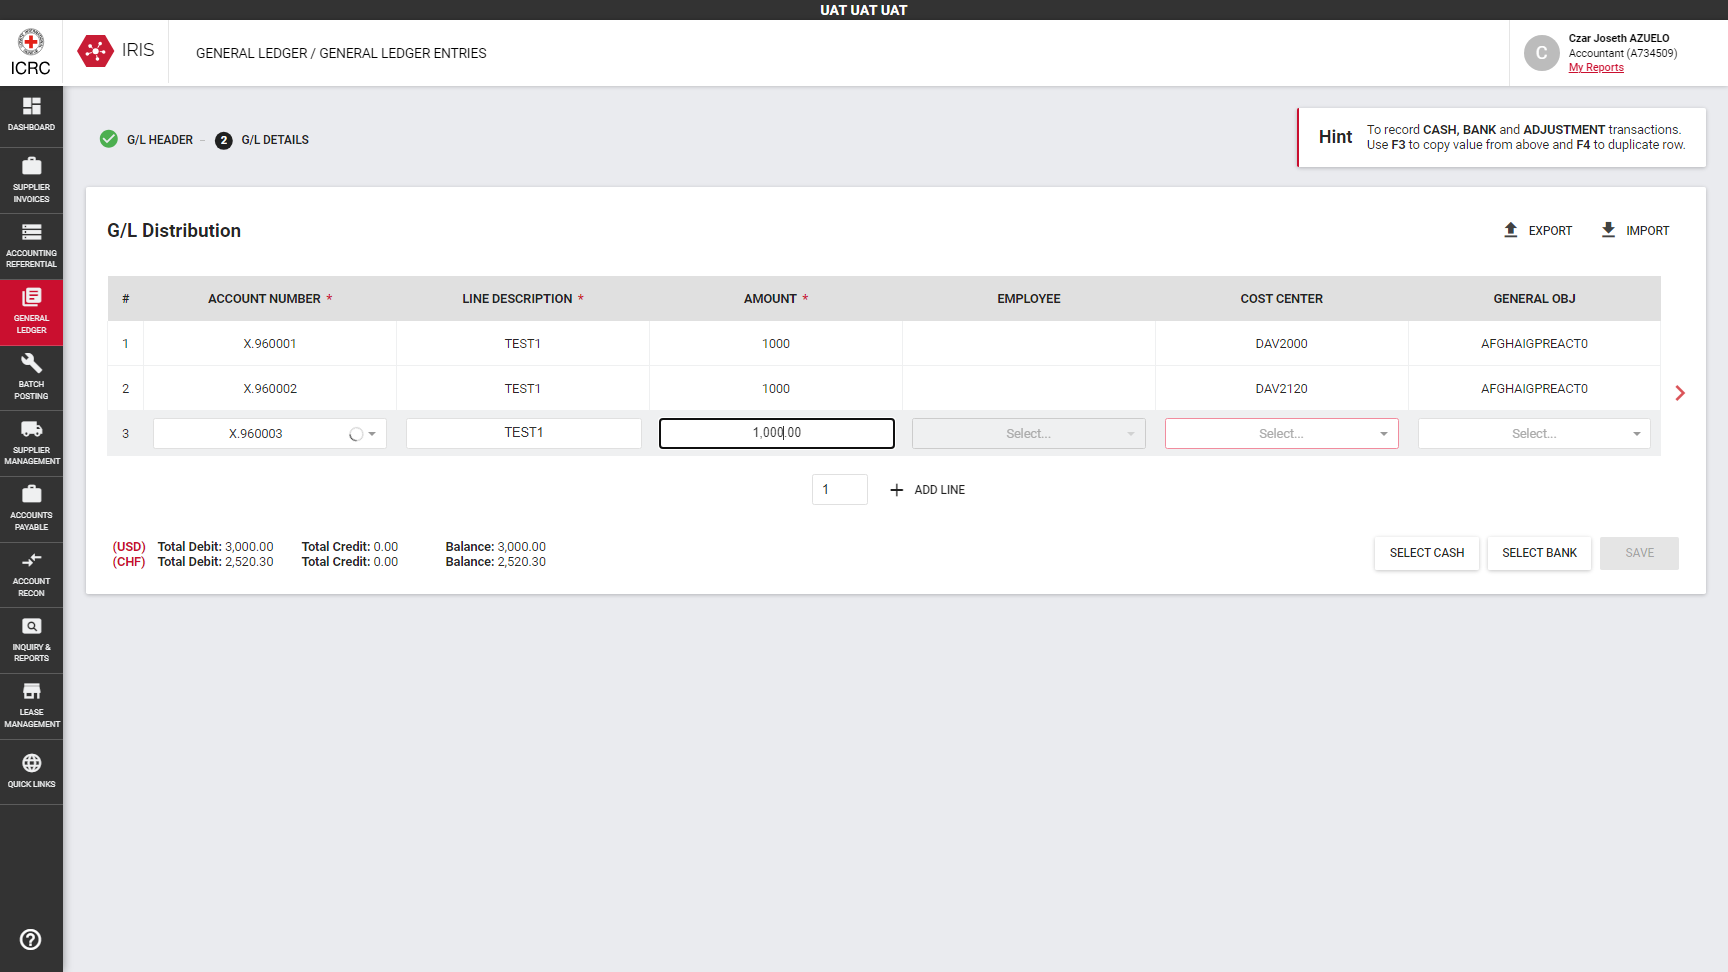 UAT UAT UAT
ICRC
IRIS
GENERAL LEDGER / GENERAL LEDGER ENTRIES
C
Czar Joseth AZUELO
Accountant (A734509)
My Reports
DASHBOARD
SUPPLIER
INVOICES
ACCOUNTING
REFERENTIAL
GENERAL
LEDGER
BATCH
POSTING
SUPPLIER
MANAGEMENT
ACCOUNTS
PAYABLE
ACCOUNT
RECON
INQUIRY &
REPORTS
LEASE
MANAGEMENT
QUICK LINKS
G/L HEADER – 2 G/L DETAILS
Hint
To record CASH, BANK and ADJUSTMENT transactions.
Use F3 to copy value from above and F4 to duplicate row.
G/L Distribution
EXPORT IMPORT
# ACCOUNT NUMBER * LINE DESCRIPTION * AMOUNT * EMPLOYEE COST CENTER GENERAL OBJ
1 X.960001 TEST1 1000 DAV2000 AFGHAIGPREACT0
2 X.960002 TEST1 1000 DAV2120 AFGHAIGPREACT0
3 X.960003 TEST1 1,000.00 Select... Select... Select...
1 + ADD LINE
(USD) Total Debit: 3,000.00 Total Credit: 0.00 Balance: 3,000.00
(CHF) Total Debit: 2,520.30 Total Credit: 0.00 Balance: 2,520.30
SELECT CASH SELECT BANK SAVE